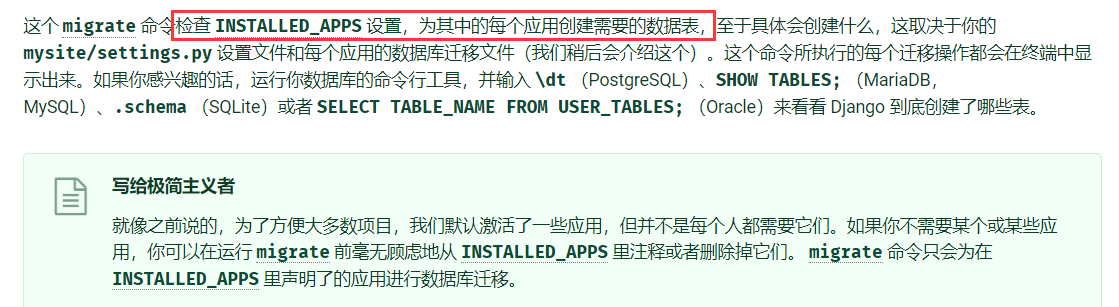 这个 migrate 命令检查 INSTALLED_APPS 设置，为其中的每个应用创建需要的数据表，至于具体会创建什么，这取决于你的
mysite/settings.py 设置文件和每个应用的数据库迁移文件（我们稍后会介绍这个）。这个命令所执行的每个迁移操作都会在终端中显
示出来。如果你感兴趣的话，运行你数据库的命令行工具，并输入 \dt （PostgreSQL）、SHOW TABLES; （MariaDB，
MySQL）、.schema （SQLite）或者 SELECT TABLE_NAME FROM USER_TABLES; （Oracle）来看看 Django 到底创建了哪些表。
写给极简主义者
就像之前说的，为了方便大多数项目，我们默认激活了一些应用，但并不是每个人都需要它们。如果你不需要某个或某些应
用，你可以在运行 migrate 前毫无顾虑地从 INSTALLED_APPS 里注释或者删除掉它们。 migrate 命令只会为在
INSTALLED_APPS 里声明了的应用进行数据库迁移。